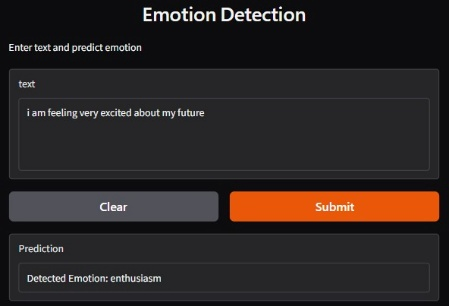 Emotion Detection
Enter text and predict emotion
text
i am feeling very excited about my future
Clear
Submit
Prediction
Detected Emotion: enthusiasm